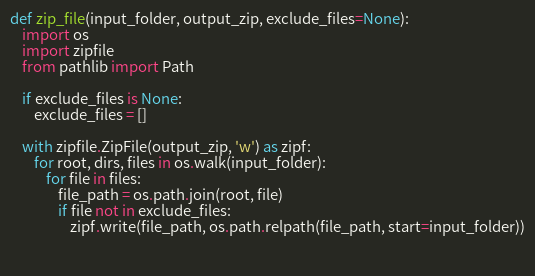 def zip_file(input_folder, output_zip, exclude_files=None):
    import os
    import zipfile
    from pathlib import Path

    if exclude_files is None:
        exclude_files = []

    with zipfile.ZipFile(output_zip, 'w') as zipf:
        for root, dirs, files in os.walk(input_folder):
            for file in files:
                file_path = os.path.join(root, file)
                if file not in exclude_files:
                    zipf.write(file_path, os.path.relpath(file_path, start=input_folder))